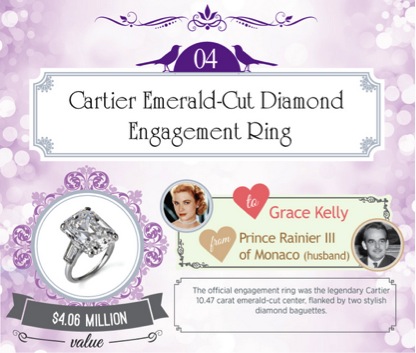 04
Cartier Emerald-Cut Diamond
Engagement Ring
to
Grace Kelly
from
Prince Rainier III
of Monaco (husband)
The official engagement ring was the legendary Cartier
10.47 carat emerald-cut center, flanked by two stylish
diamond baguettes.
$4.06 MILLION
value